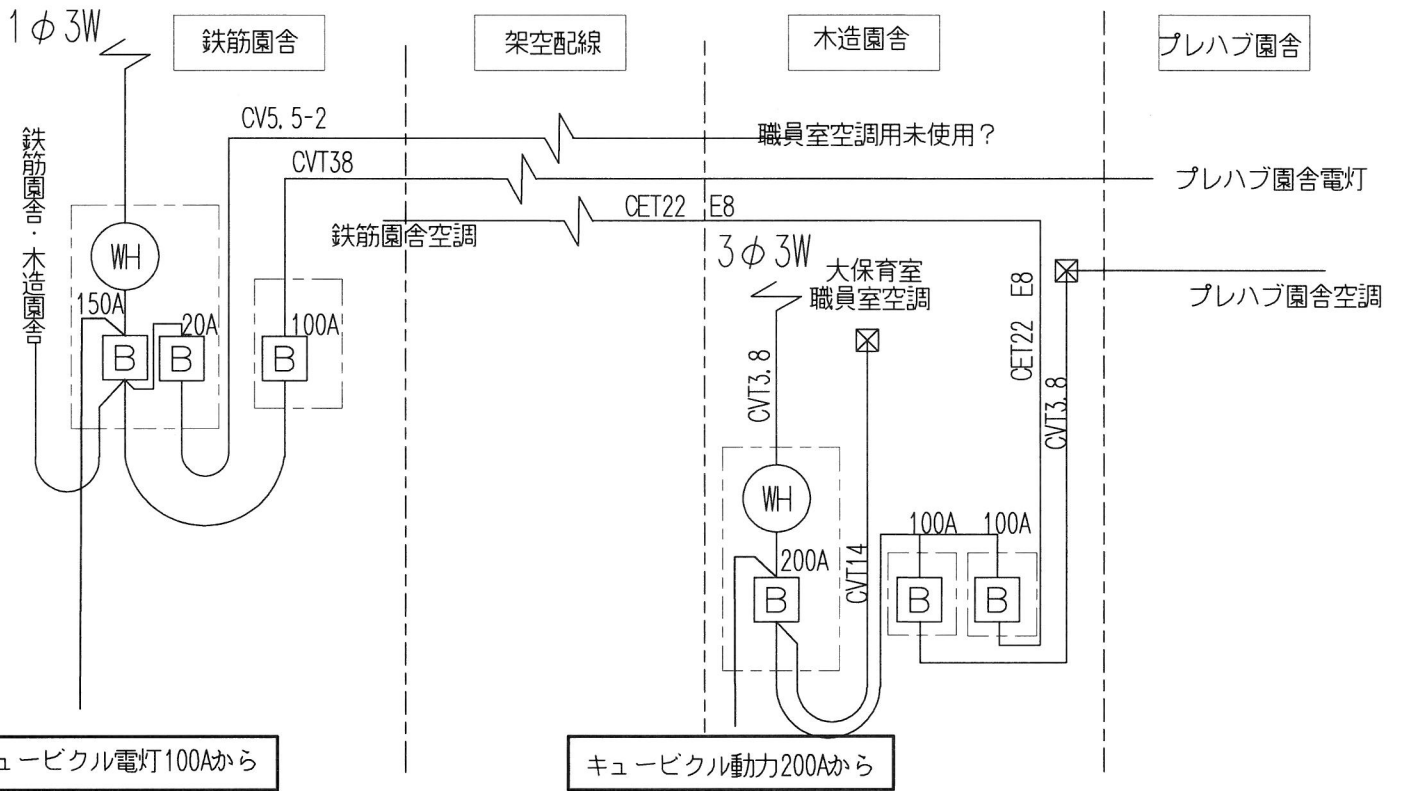 1φ3W
鉄筋園舎
架空配線
木造園舎
プレハブ園舎
CV5.5-2
職員室空調用未使用？
CVT38
プレハブ園舎電灯
CET22 E8
鉄筋園舎空調
鉄筋園舎・木造園舎
WH
150A
20A
100A
B
B
B
3φ3W
大保育室
職員室空調
プレハブ園舎空調
CVT3.8
CET22 E8
CVT3.8
WH
200A
CVT14
100A
100A
B
B
B
ュービクル電灯100Aから
キュービクル動力200Aから